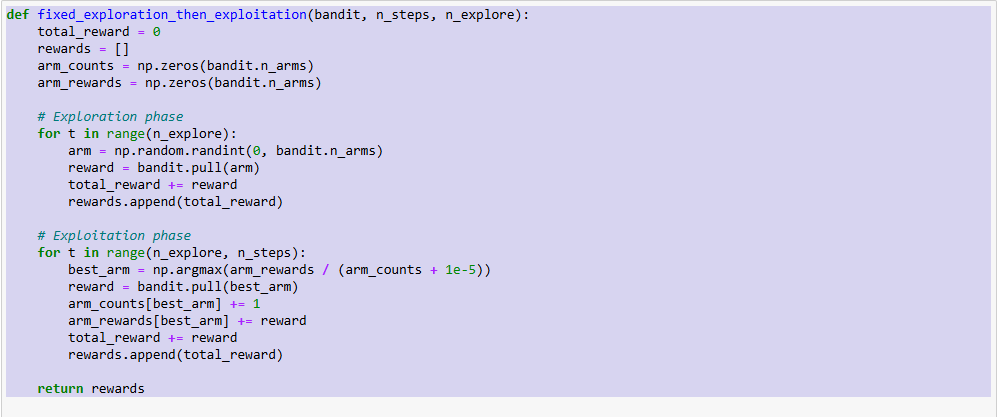 def fixed_exploration_then_exploitation(bandit, n_steps, n_explore):
    total_reward = 0
    rewards = []
    arm_counts = np.zeros(bandit.n_arms)
    arm_rewards = np.zeros(bandit.n_arms)

    # Exploration phase
    for t in range(n_explore):
        arm = np.random.randint(0, bandit.n_arms)
        reward = bandit.pull(arm)
        total_reward += reward
        rewards.append(total_reward)

    # Exploitation phase
    for t in range(n_explore, n_steps):
        best_arm = np.argmax(arm_rewards / (arm_counts + 1e-5))
        reward = bandit.pull(best_arm)
        arm_counts[best_arm] += 1
        arm_rewards[best_arm] += reward
        total_reward += reward
        rewards.append(total_reward)

    return rewards